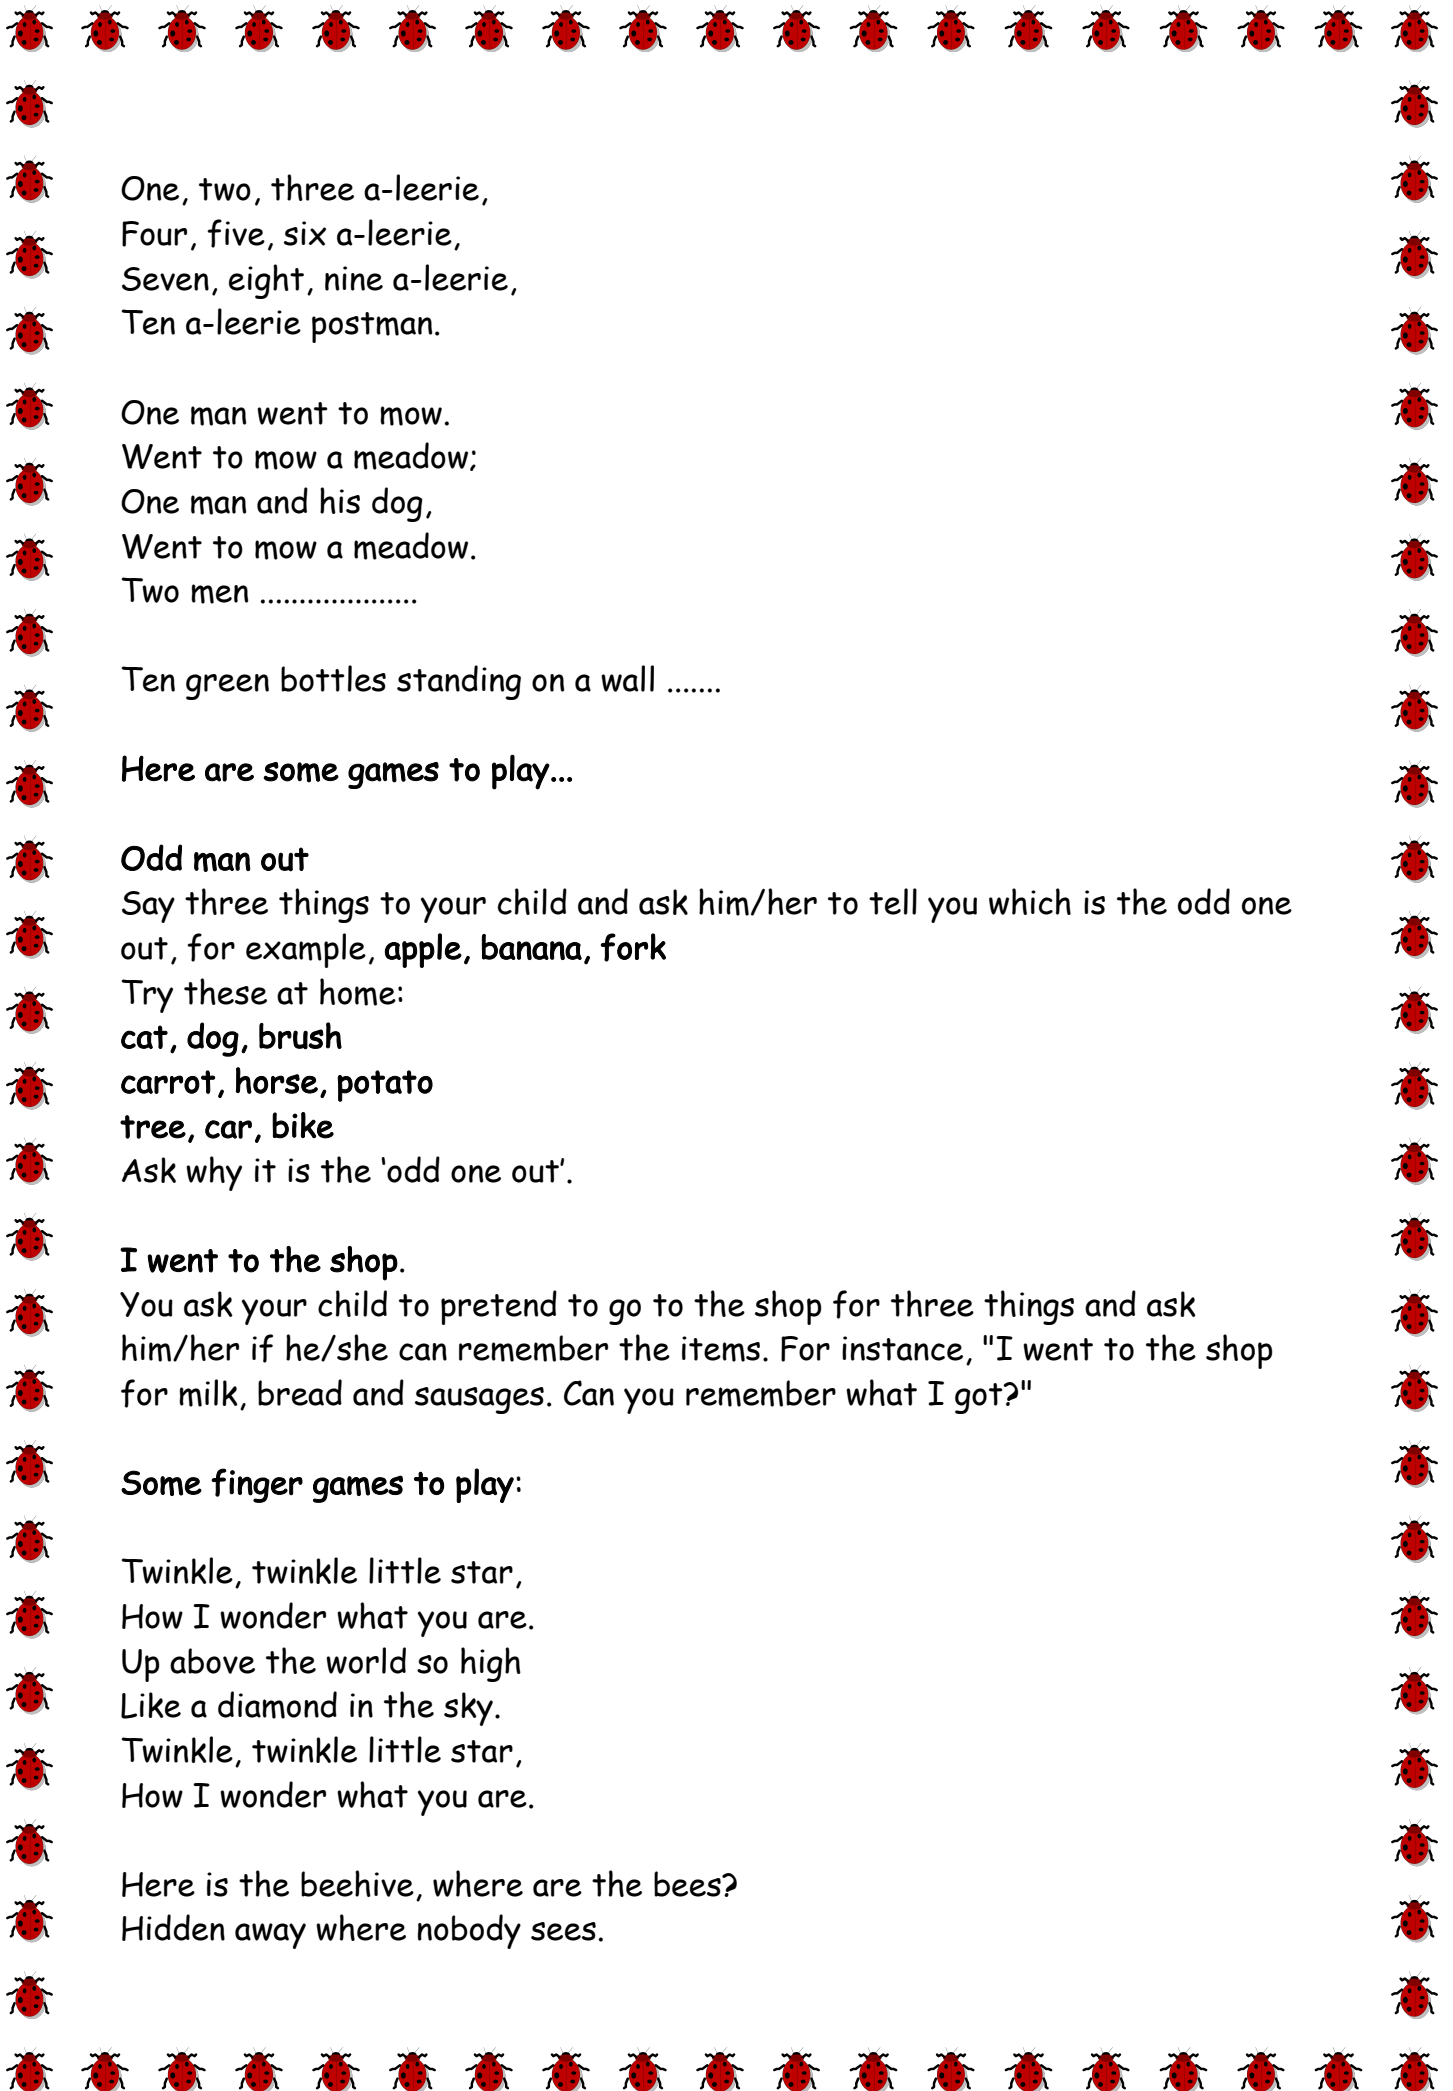 One, two, three a-leerie,
Four, five, six a-leerie,
Seven, eight, nine a-leerie,
Ten a-leerie postman.
One man went to mow.
Went to mow a meadow;
One man and his dog,
Went to mow a meadow.
Two men ....................
Ten green bottles standing on a wall .......
Here are some games to play...
Odd man out
Say three things to your child and ask him/her to tell you which is the odd one
out, for example, apple, banana, fork
Try these at home:
cat, dog, brush
carrot, horse, potato
tree, car, bike
Ask why it is the ‘odd one out’.
I went to the shop.
You ask your child to pretend to go to the shop for three things and ask
him/her if he/she can remember the items. For instance, "I went to the shop
for milk, bread and sausages. Can you remember what I got?"
Some finger games to play:
Twinkle, twinkle little star,
How I wonder what you are.
Up above the world so high
Like a diamond in the sky.
Twinkle, twinkle little star,
How I wonder what you are.
Here is the beehive, where are the bees?
Hidden away where nobody sees.